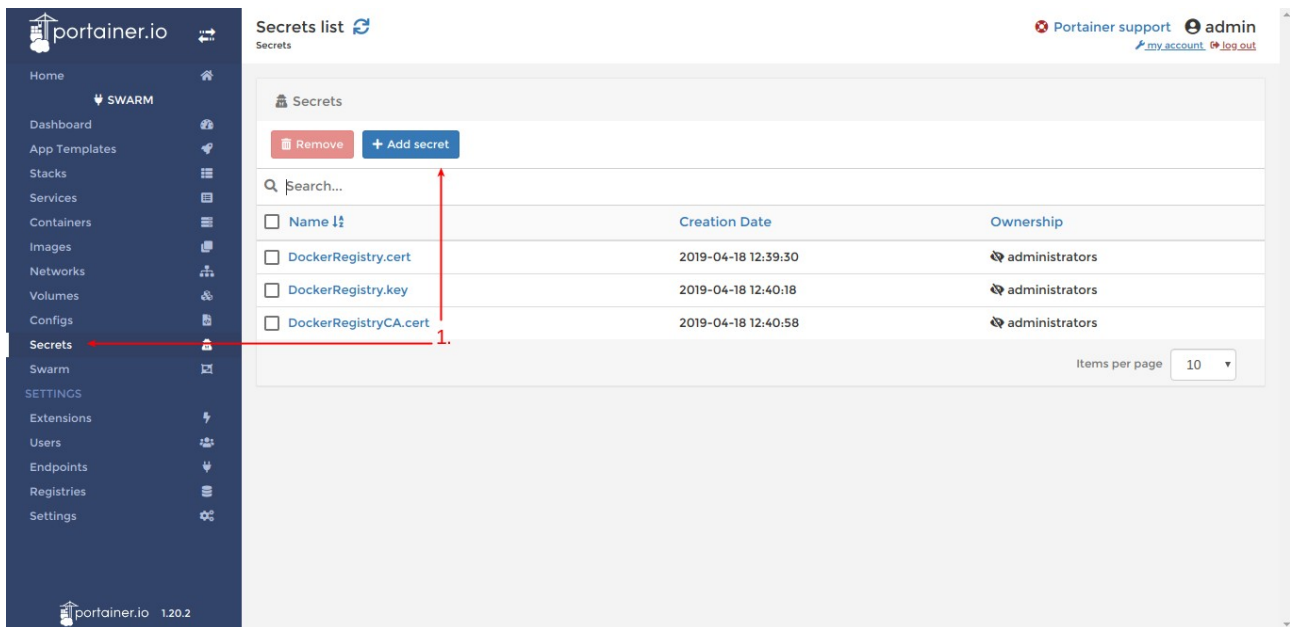 portainer.io
Home
SWARM
Dashboard
App Templates
Stacks
Services
Containers
Images
Networks
Volumes
Configs
Secrets
Swarm
SETTINGS
Extensions
Users
Endpoints
Registries
Settings
portainer.io 1.20.2
Secrets list
Portainer support admin
Secrets
my account log out
Secrets
Remove + Add secret
Search...
Name Creation Date Ownership
DockerRegistry.cert 2019-04-18 12:39:30 administrators
DockerRegistry.key 2019-04-18 12:40:18 administrators
DockerRegistryCA.cert 2019-04-18 12:40:58 administrators
1.
Items per page 10